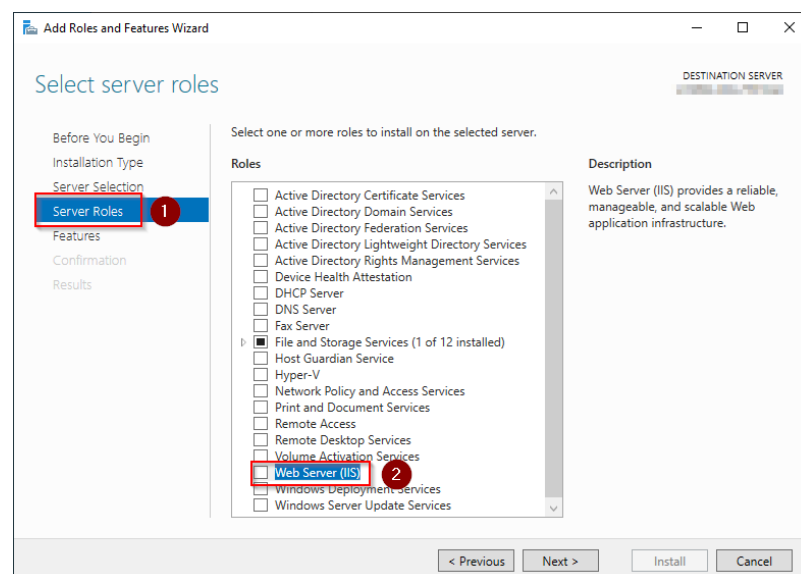 Add Roles and Features Wizard
Select server roles
DESTINATION SERVER
Before You Begin
Installation Type
Server Selection
Server Roles
1
Features
Confirmation
Results
Select one or more roles to install on the selected server.
Roles
Active Directory Certificate Services
Active Directory Domain Services
Active Directory Federation Services
Active Directory Lightweight Directory Services
Active Directory Rights Management Services
Device Health Attestation
DHCP Server
DNS Server
Fax Server
File and Storage Services (1 of 12 installed)
Host Guardian Service
Hyper-V
Network Policy and Access Services
Print and Document Services
Remote Access
Remote Desktop Services
Volume Activation Services
Web Server (IIS)
2
Windows Deployment Services
Windows Server Update Services
Description
Web Server (IIS) provides a reliable,
manageable, and scalable Web
application infrastructure.
< Previous
Next >
Install
Cancel